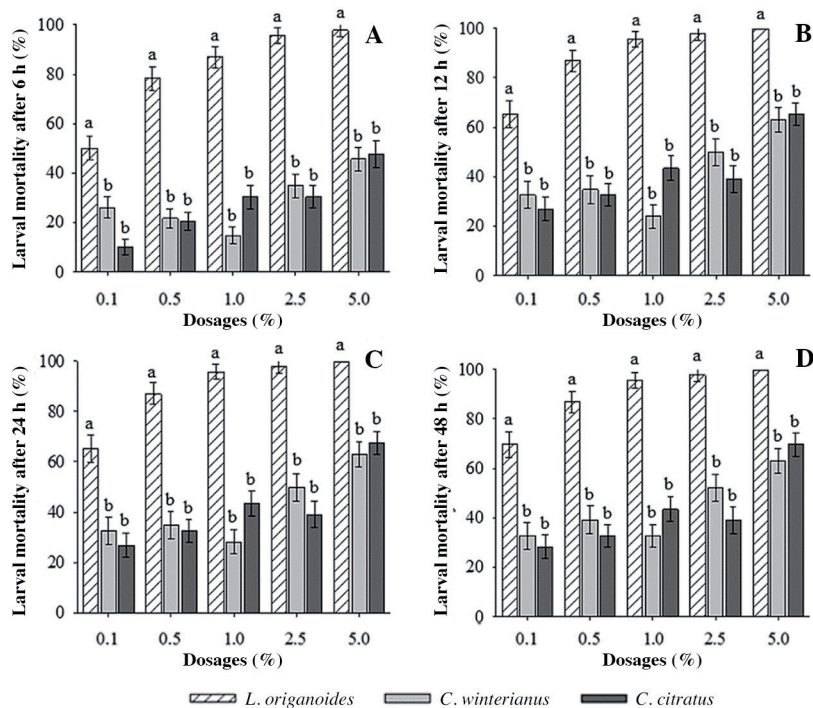 A
Larval mortality after 6 h (%)
100
80
60
40
20
0
a
b
b
a
b
b
a
b
b
a
b
b
a
b
b
0.1 0.5 1.0 2.5 5.0
Dosages (%)
B
Larval mortality after 12 h (%)
100
80
60
40
20
0
a
b
b
a
b
b
a
b
b
a
b
b
a
b
b
0.1 0.5 1.0 2.5 5.0
Dosages (%)
C
Larval mortality after 24 h (%)
100
80
60
40
20
0
a
b
b
a
b
b
a
b
b
a
b
b
a
b
b
0.1 0.5 1.0 2.5 5.0
Dosages (%)
D
Larval mortality after 48 h (%)
100
80
60
40
20
0
a
b
b
a
b
b
a
b
b
a
b
b
a
b
b
0.1 0.5 1.0 2.5 5.0
Dosages (%)
L. origanoides C. winterianus C. citratus